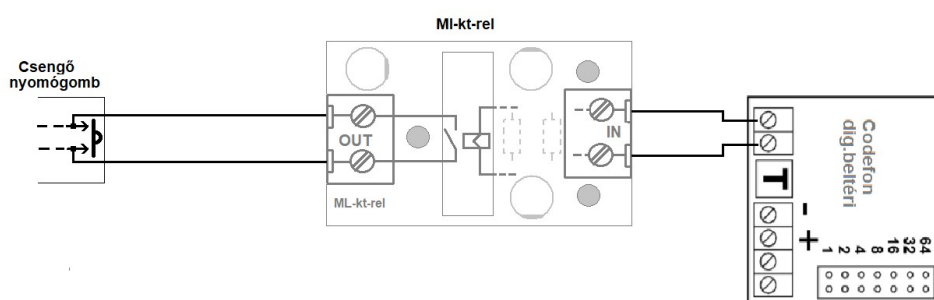 Ml-kt-rel
Csengő
nyomógomb
OUT
IN
ML-kt-rel
Codefon
dig.beltéri
T
-
+
1 2 4 8 16 32 64